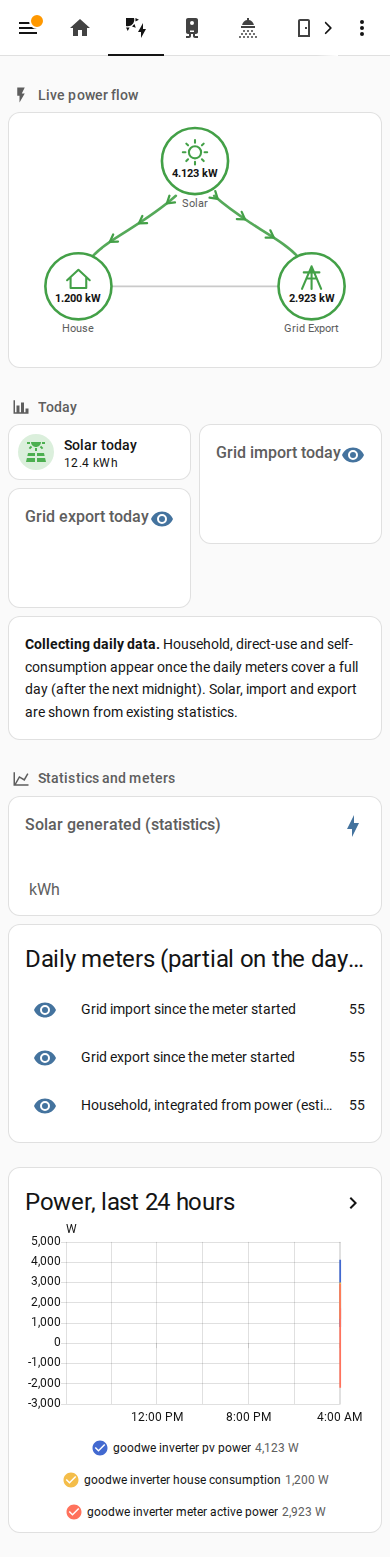 Live power flow
4.123 kW
Solar
1.200 kW
2.923 kW
House
Grid Export
Today
Solar today
12.4 kWh
Grid import today
Grid export today
Collecting daily data. Household, direct-use and self-
consumption appear once the daily meters cover a full
day (after the next midnight). Solar, import and export
are shown from existing statistics.
Statistics and meters
Solar generated (statistics)
kWh
Daily meters (partial on the day…
Grid import since the meter started 55
Grid export since the meter started 55
Household, integrated from power (esti… 55
Power, last 24 hours
W
5,000
4,000
3,000
2,000
1,000
0
-1,000
-2,000
-3,000
12:00 PM 8:00 PM 4:00 AM
goodwe inverter pv power 4,123 W
goodwe inverter house consumption 1,200 W
goodwe inverter meter active power 2,923 W